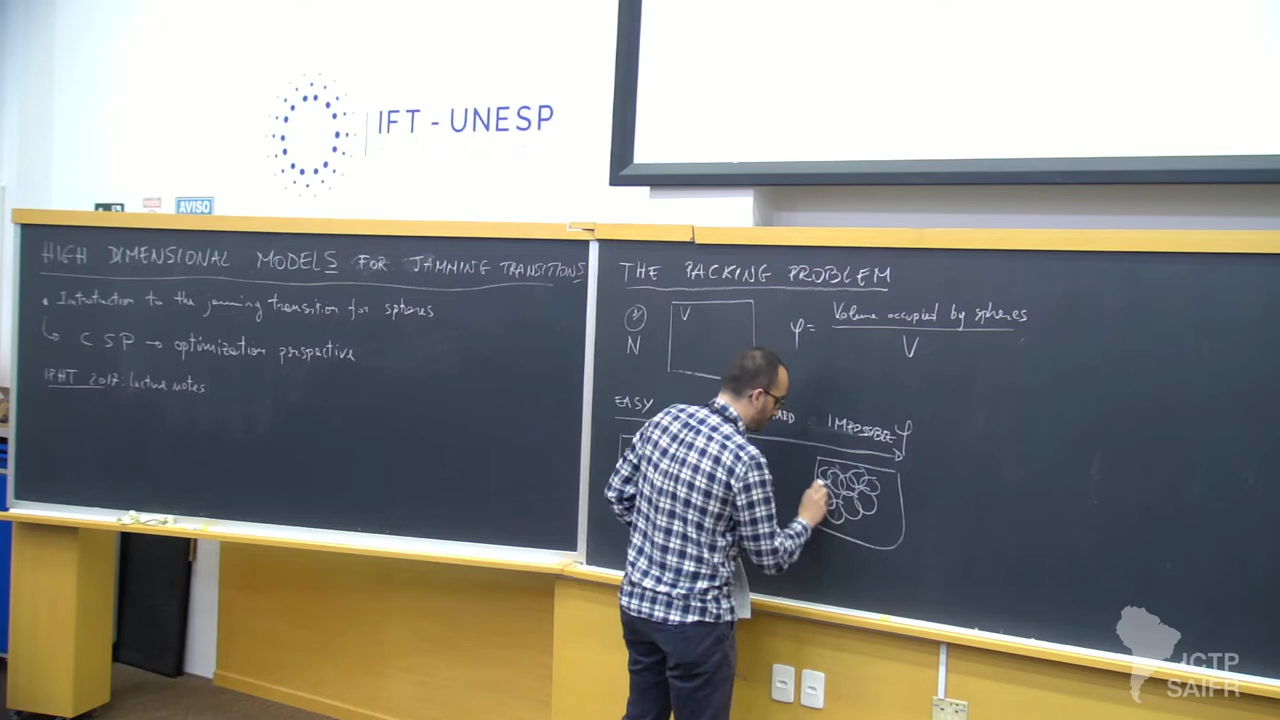 IFT - UNESP
AVISO
HIGH DIMENSIONAL MODELS FOR JAMMING TRANSITIONS
• Introduction to the jamming transition for spheres
↳ CSP → optimization perspective
IPHT 2017: lecture notes
THE PACKING PROBLEM
N
V
φ = Volume occupied by spheres
V
EASY
IMPOSSIBLE φ
ICTP
SAIFR